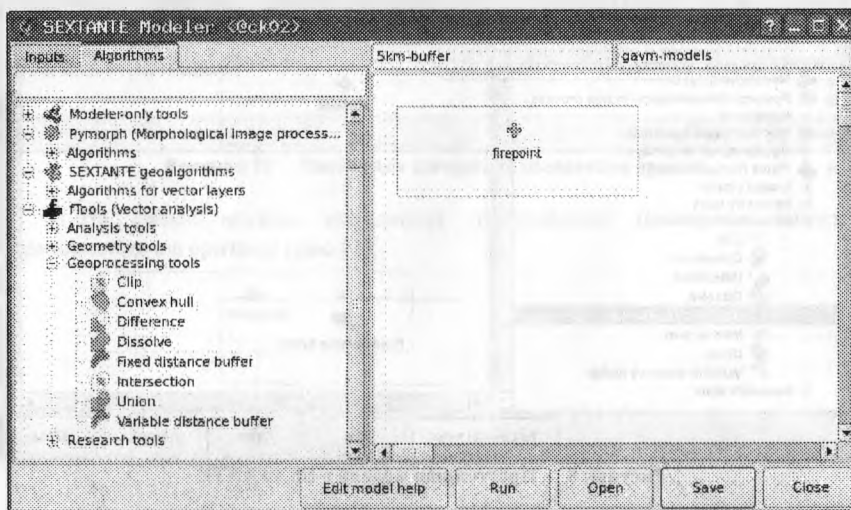 SEXTANTE Modeler <@ck02>
Inputs Algorithms
5km-buffer gavm-models
Modeler-only tools
Pymorph (Morphological image process...
Algorithms
SEXTANTE geoalgorithms
Algorithms for vector layers
fTools (Vector analysis)
Analysis tools
Geometry tools
Geoprocessing tools
Clip
Convex hull
Difference
Dissolve
Fixed distance buffer
Intersection
Union
Variable distance buffer
Research tools
firepoint
Edit model help Run Open Save Close